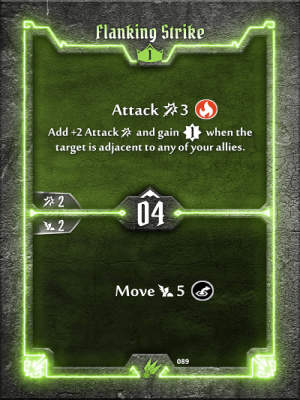 Flanking Strike
1
Attack 3
Add +2 Attack and gain 1 when the
target is adjacent to any of your allies.
2
04
2
Move 5
089